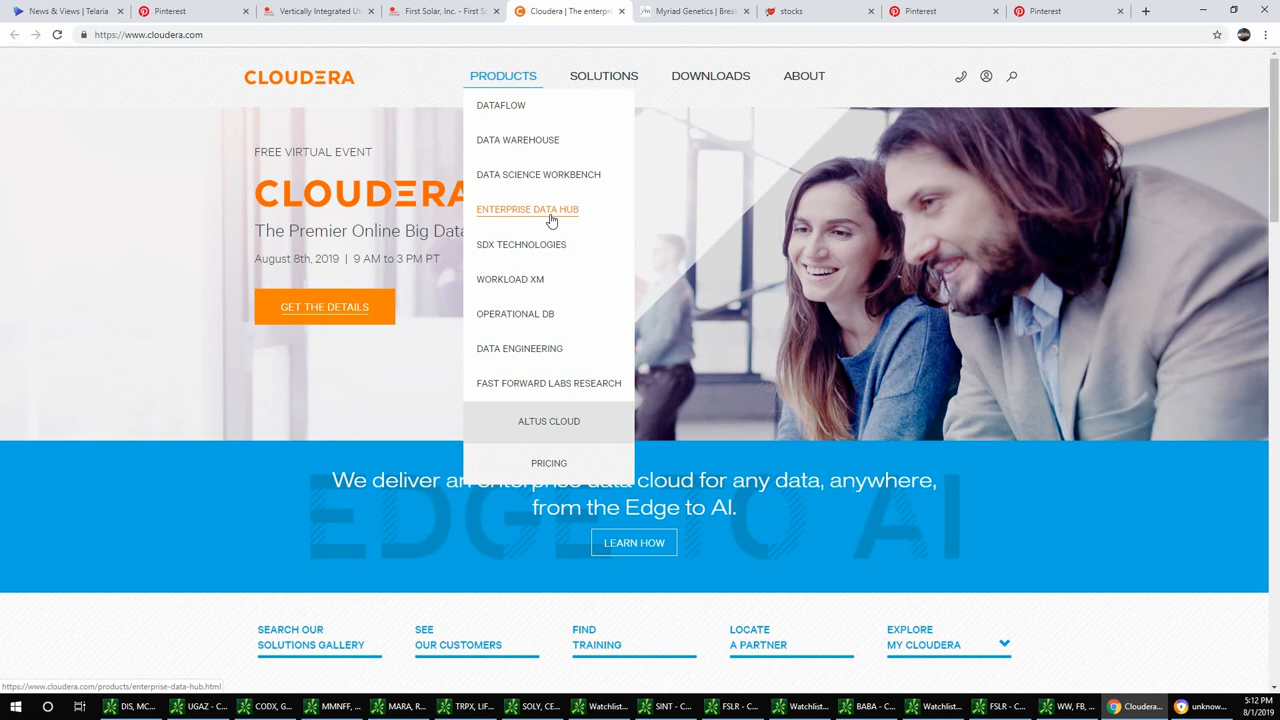 News & Views | Telaria
Pinterest
Vertically Integrated Ut
First Solar, Inc. - First S
Cloudera | The enterpr
Myriad Genetics | Break
stocks
Pinterest
Pinterest
https://www.cloudera.com
CLOUDERA
PRODUCTS
SOLUTIONS
DOWNLOADS
ABOUT
DATAFLOW
DATA WAREHOUSE
DATA SCIENCE WORKBENCH
ENTERPRISE DATA HUB
SDX TECHNOLOGIES
WORKLOAD XM
OPERATIONAL DB
DATA ENGINEERING
FAST FORWARD LABS RESEARCH
ALTUS CLOUD
PRICING
FREE VIRTUAL EVENT
CLOUDERA
The Premier Online Big Data
August 8th, 2019 | 9 AM to 3 PM PT
GET THE DETAILS
EDGE TO AI
We deliver an enterprise data cloud for any data, anywhere,
from the Edge to AI.
LEARN HOW
SEARCH OUR
SOLUTIONS GALLERY
SEE
OUR CUSTOMERS
FIND
TRAINING
LOCATE
A PARTNER
EXPLORE
MY CLOUDERA
https://www.cloudera.com/products/enterprise-data-hub.html
DIS, MC...
UGAZ - C...
CODX, G...
MMNFF, ...
MARA, R...
TRPX, LIF...
SOLY, CE...
Watchlist...
SINT - C...
FSLR - C...
Watchlist...
BABA - C...
Watchlist...
FSLR - C...
WW, FB, ...
Cloudera...
unknow...
5:12 PM
8/1/2019